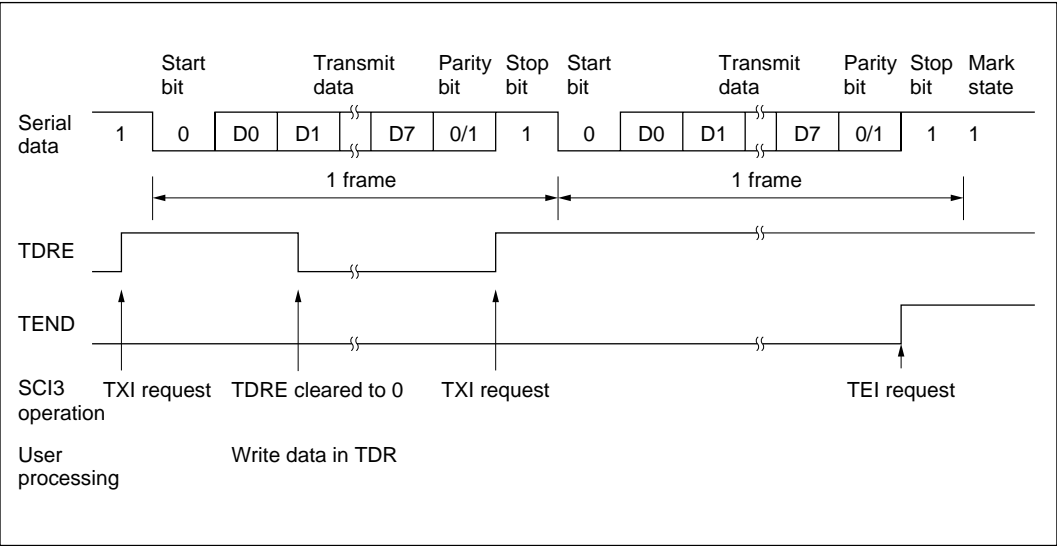 Start Transmit Parity Stop Start Transmit Parity Stop Mark
bit data bit bit bit data bit bit state
Serial
data
1 0 D0 D1 D7 0/1 1 0 D0 D1 D7 0/1 1 1
1 frame 1 frame
TDRE
TEND
SCI3 TXI request TDRE cleared to 0 TXI request TEI request
operation
User Write data in TDR
processing